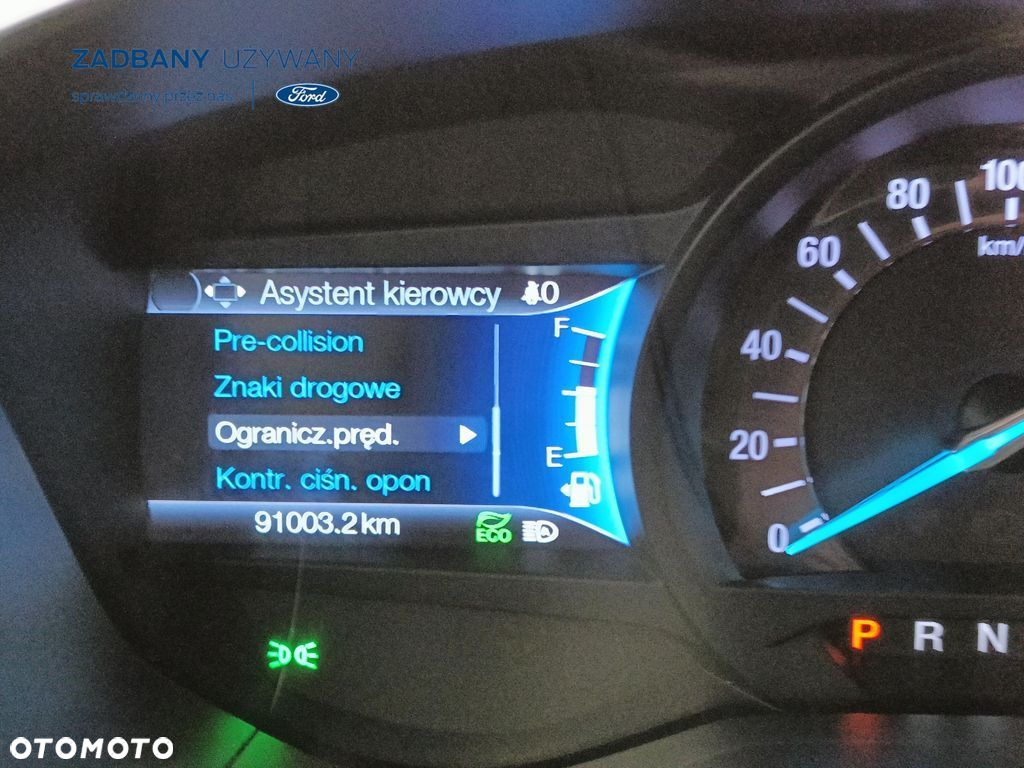 ZADBANY UŻYWANY
sprawdzony przez nas
Ford
Asystent kierowcy 0
Pre-collision
Znaki drogowe
Ogranicz.pręd.
Kontr. ciśn. opon
91003.2 km
ECO
F
E
0
20
40
60
80
100
km/
P R N
OTOMOTO